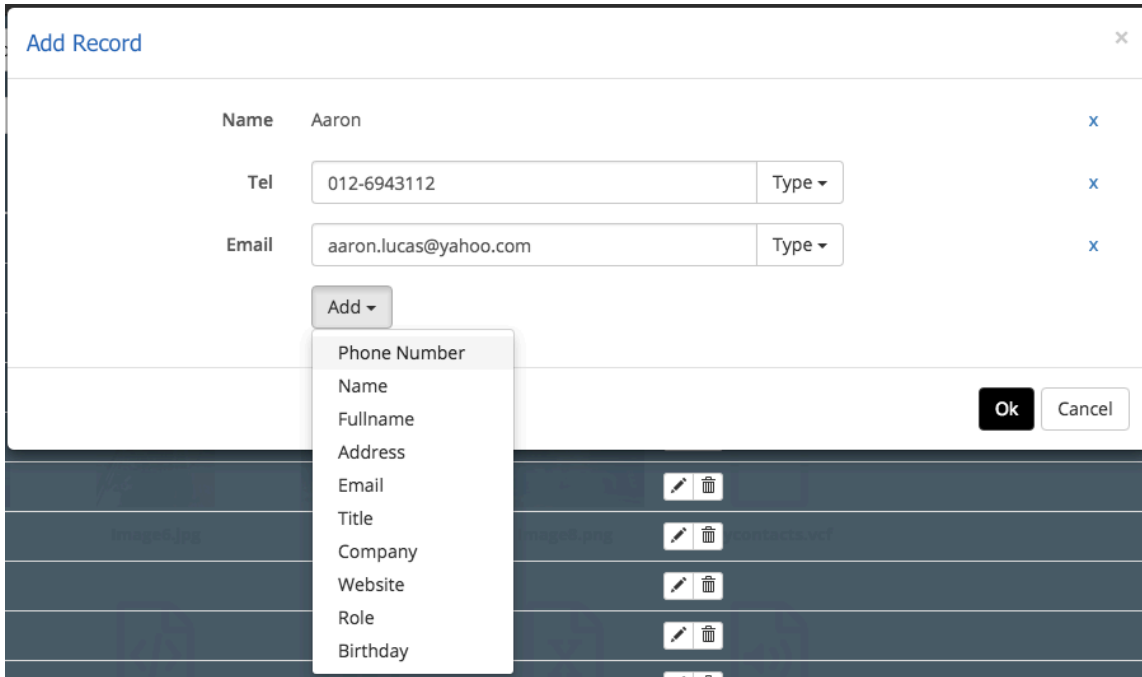 Add Record ×
Name Aaron x
Tel 012-6943112 Type x
Email aaron.lucas@yahoo.com Type x
Add
Phone Number
Name
Fullname
Address
Email
Title
Company
Website
Role
Birthday
Ok Cancel